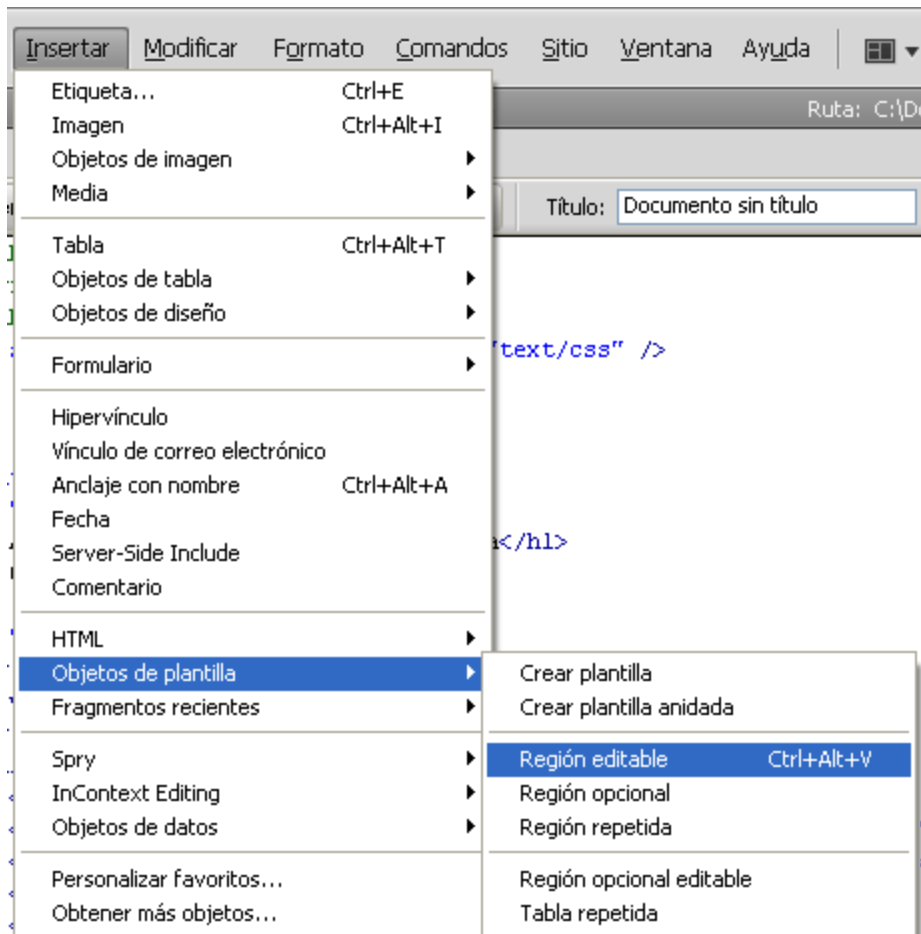 Insertar Modificar Formato Comandos Sitio Ventana Ayuda
Ruta: C:\Do
Título: Documento sin título
Etiqueta... Ctrl+E
Imagen Ctrl+Alt+I
Objetos de imagen
Media
Tabla Ctrl+Alt+T
Objetos de tabla
Objetos de diseño
Formulario
"text/css" />
Hipervínculo
Vínculo de correo electrónico
Anclaje con nombre Ctrl+Alt+A
Fecha
Server-Side Include
</h1>
Comentario
HTML
Objetos de plantilla
Fragmentos recientes
Spry
InContext Editing
Objetos de datos
Personalizar favoritos...
Obtener más objetos...
Crear plantilla
Crear plantilla anidada
Región editable Ctrl+Alt+V
Región opcional
Región repetida
Región opcional editable
Tabla repetida